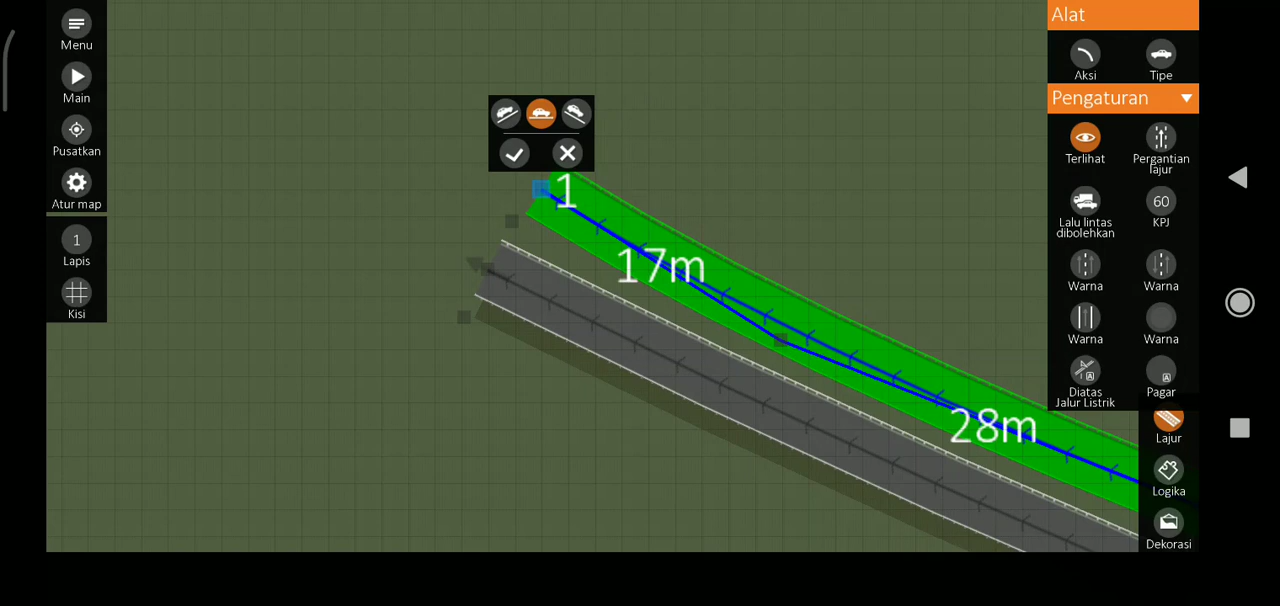 Menu
Main
Pusatkan
Atur map
1
Lapis
Kisi
1
17m
28m
Alat
Aksi
Tipe
Pengaturan
Terlihat
Pergantian
lajur
Lalu lintas
dibolehkan
60
KPJ
Warna
Warna
Warna
Warna
A
Diatas
Jalur Listrik
A
Pagar
Lajur
Logika
Dekorasi